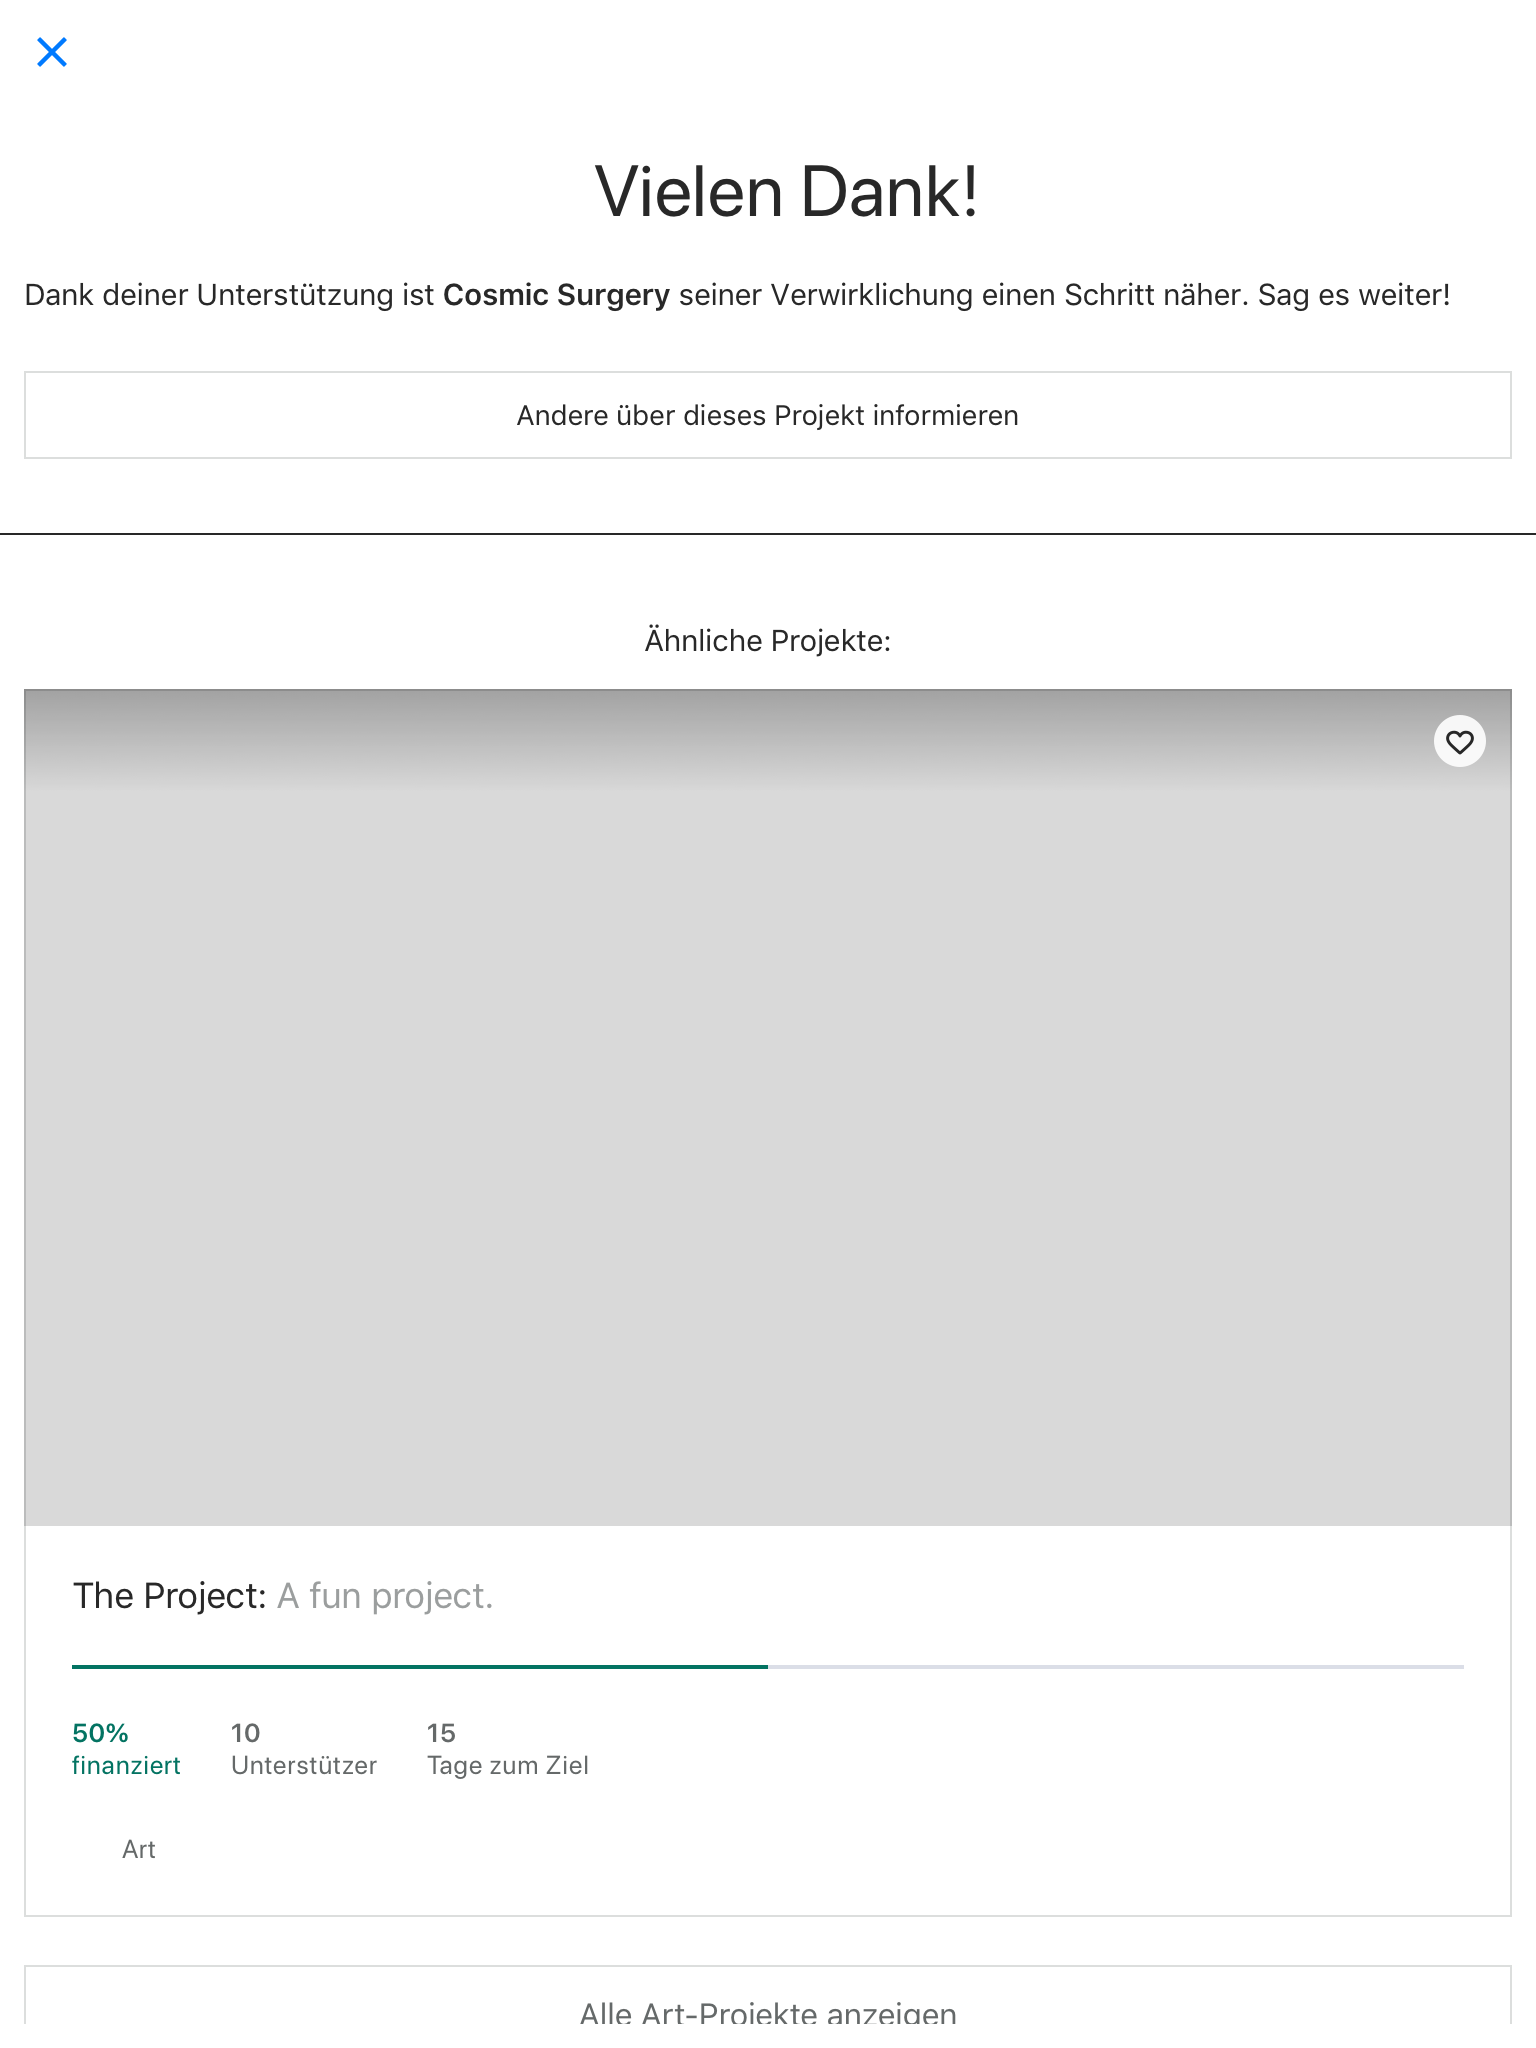 Vielen Dank!
Dank deiner Unterstützung ist Cosmic Surgery seiner Verwirklichung einen Schritt näher. Sag es weiter!
Andere über dieses Projekt informieren
Ähnliche Projekte:
The Project: A fun project.
50% 10 15
finanziert Unterstützer Tage zum Ziel
Art
Alle Art-Projekte anzeigen